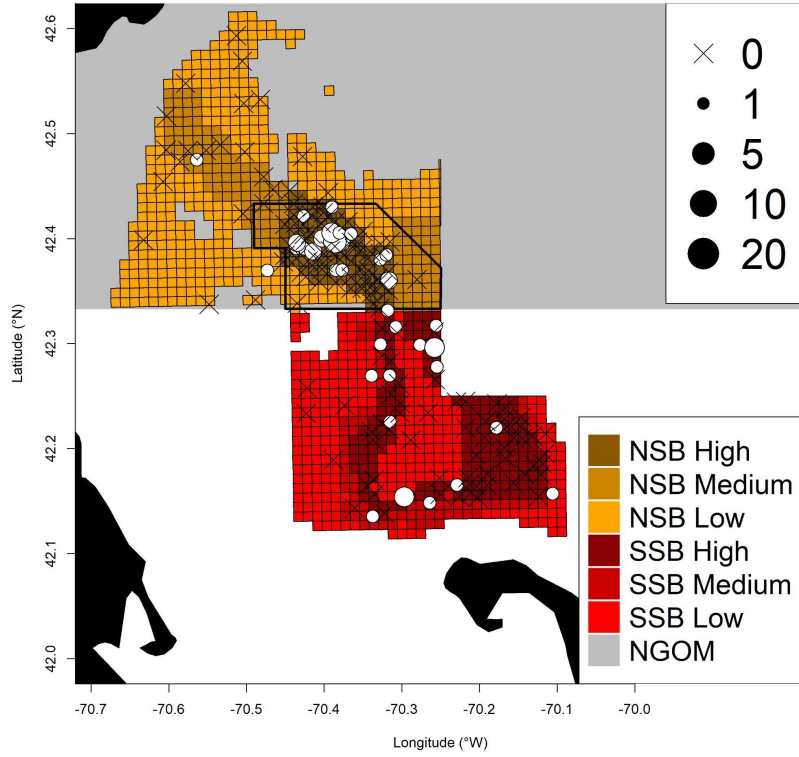 42.6
42.5
42.4
42.3
42.2
42.1
42.0
Latitude (°N)
0
1
5
10
20
NSB High
NSB Medium
NSB Low
SSB High
SSB Medium
SSB Low
NGOM
-70.7 -70.6 -70.5 -70.4 -70.3 -70.2 -70.1 -70.0
Longitude (°W)